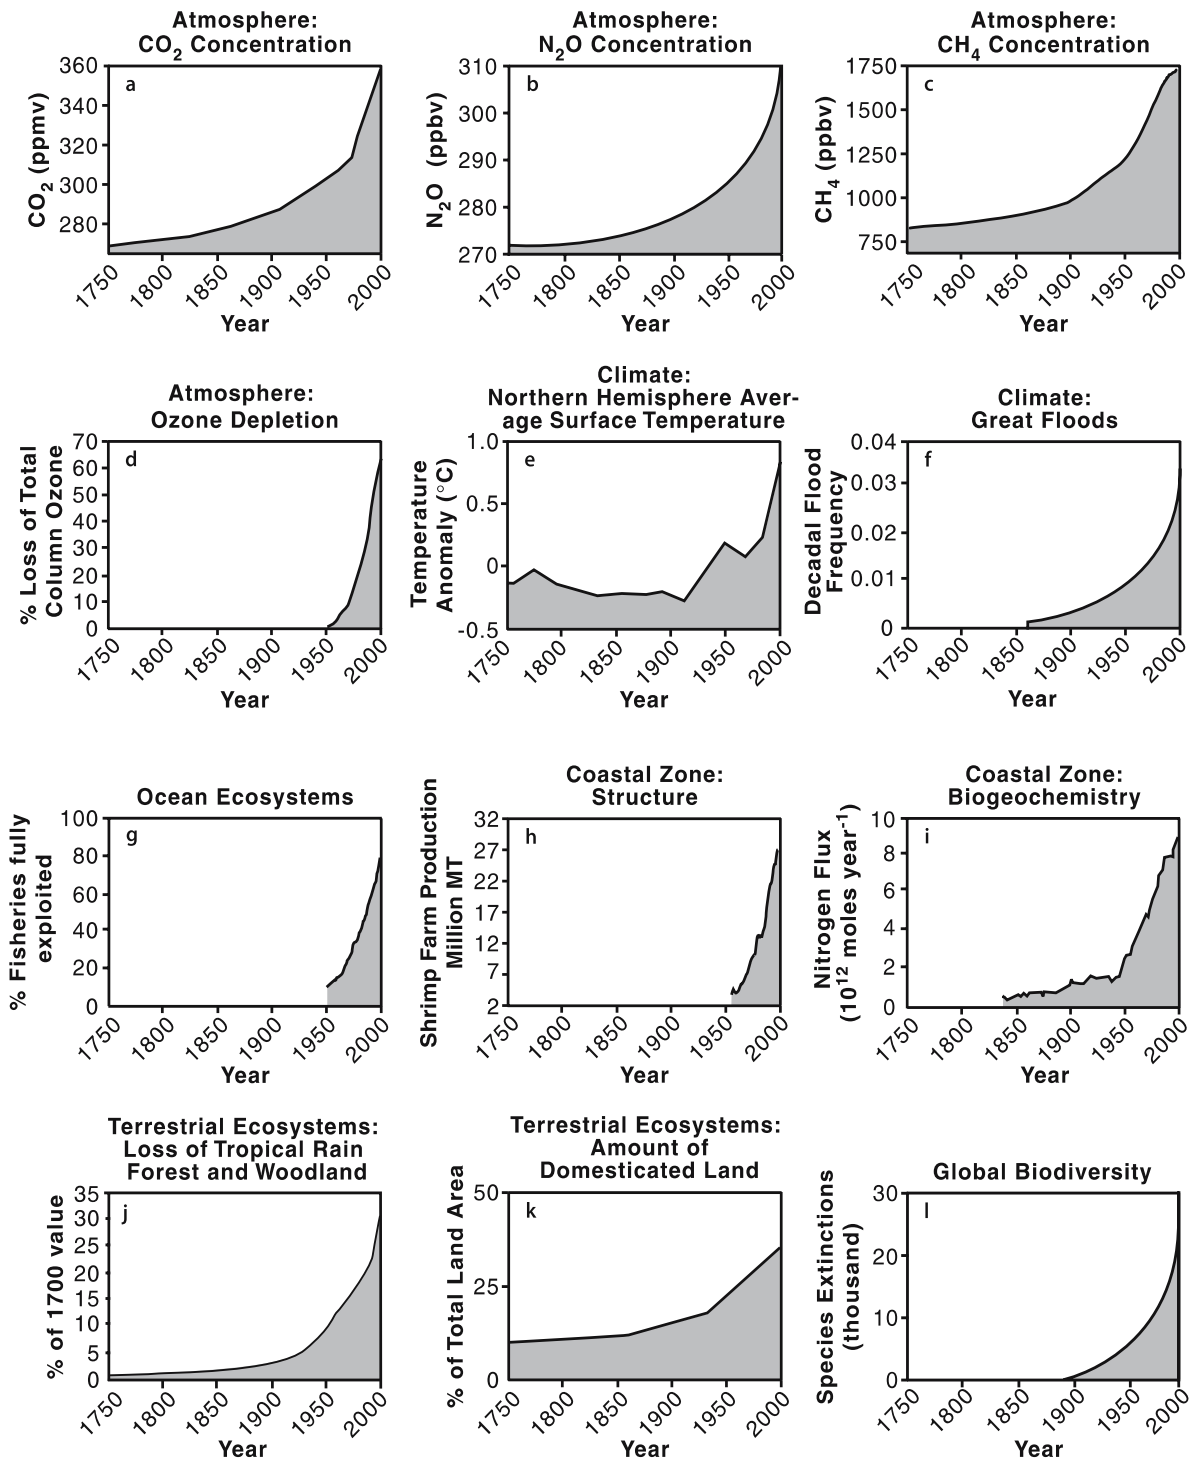 Atmosphere:
CO2 Concentration
a
CO2 (ppmv)
360
340
320
300
280
1750
1800
1850
1900
1950
2000
Year
Atmosphere:
N2O Concentration
b
N2O (ppbv)
310
300
290
280
270
1750
1800
1850
1900
1950
2000
Year
Atmosphere:
CH4 Concentration
c
CH4 (ppbv)
1750
1500
1250
1000
750
1750
1800
1850
1900
1950
2000
Year
Atmosphere:
Ozone Depletion
d
% Loss of Total
Column Ozone
70
60
50
40
30
20
10
0
1750
1800
1850
1900
1950
2000
Year
Climate:
Northern Hemisphere Aver-
age Surface Temperature
e
Temperature
Anomaly (°C)
1.0
0.5
0
-0.5
1750
1800
1850
1900
1950
2000
Year
Climate:
Great Floods
f
Decadal Flood
Frequency
0.04
0.03
0.02
0.01
0
1750
1800
1850
1900
1950
2000
Year
Ocean Ecosystems
g
% Fisheries fully
exploited
100
80
60
40
20
0
1750
1800
1850
1900
1950
2000
Year
Coastal Zone:
Structure
h
Shrimp Farm Production
Million MT
32
27
22
17
12
7
2
1750
1800
1850
1900
1950
2000
Year
Coastal Zone:
Biogeochemistry
i
Nitrogen Flux
(10^12 moles year^-1)
10
8
6
4
2
0
1750
1800
1850
1900
1950
2000
Year
Terrestrial Ecosystems:
Loss of Tropical Rain
Forest and Woodland
j
% of 1700 value
35
30
25
20
15
10
5
0
1750
1800
1850
1900
1950
2000
Year
Terrestrial Ecosystems:
Amount of
Domesticated Land
k
% of Total Land Area
50
25
0
1750
1800
1850
1900
1950
2000
Year
Global Biodiversity
l
Species Extinctions
(thousand)
30
20
10
0
1750
1800
1850
1900
1950
2000
Year